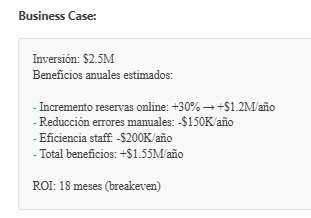 Business Case:
Inversión: $2.5M
Beneficios anuales estimados:
- Incremento reservas online: +30% → +$1.2M/año
- Reducción errores manuales: -$150K/año
- Eficiencia staff: -$200K/año
- Total beneficios: +$1.55M/año
ROI: 18 meses (breakeven)